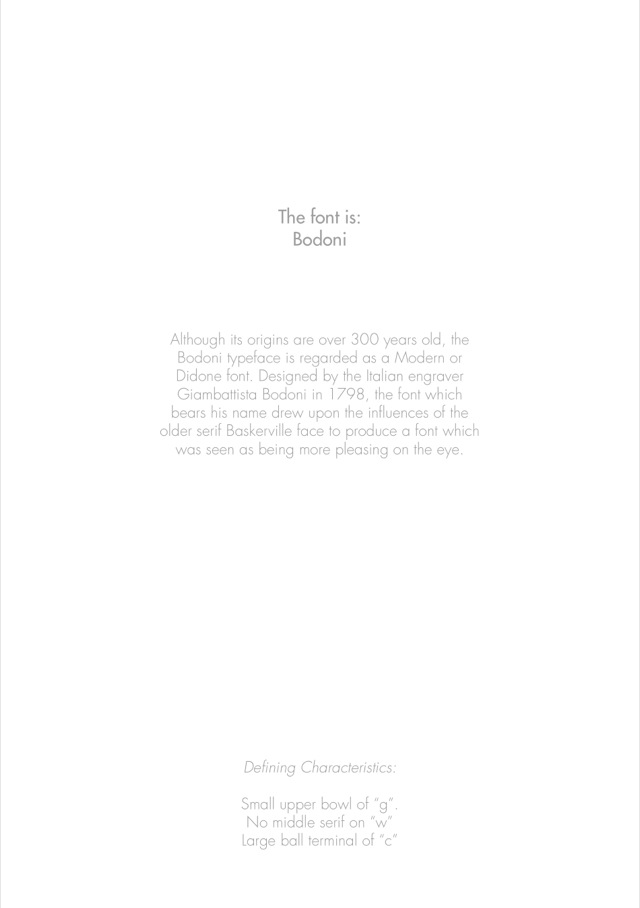 The font is:
Bodoni
Although its origins are over 300 years old, the
Bodoni typeface is regarded as a Modern or
Didone font. Designed by the Italian engraver
Giambattista Bodoni in 1798, the font which
bears his name drew upon the influences of the
older serif Baskerville face to produce a font which
was seen as being more pleasing on the eye.
Defining Characteristics:
Small upper bowl of “g”.
No middle serif on “w”
Large ball terminal of “c”